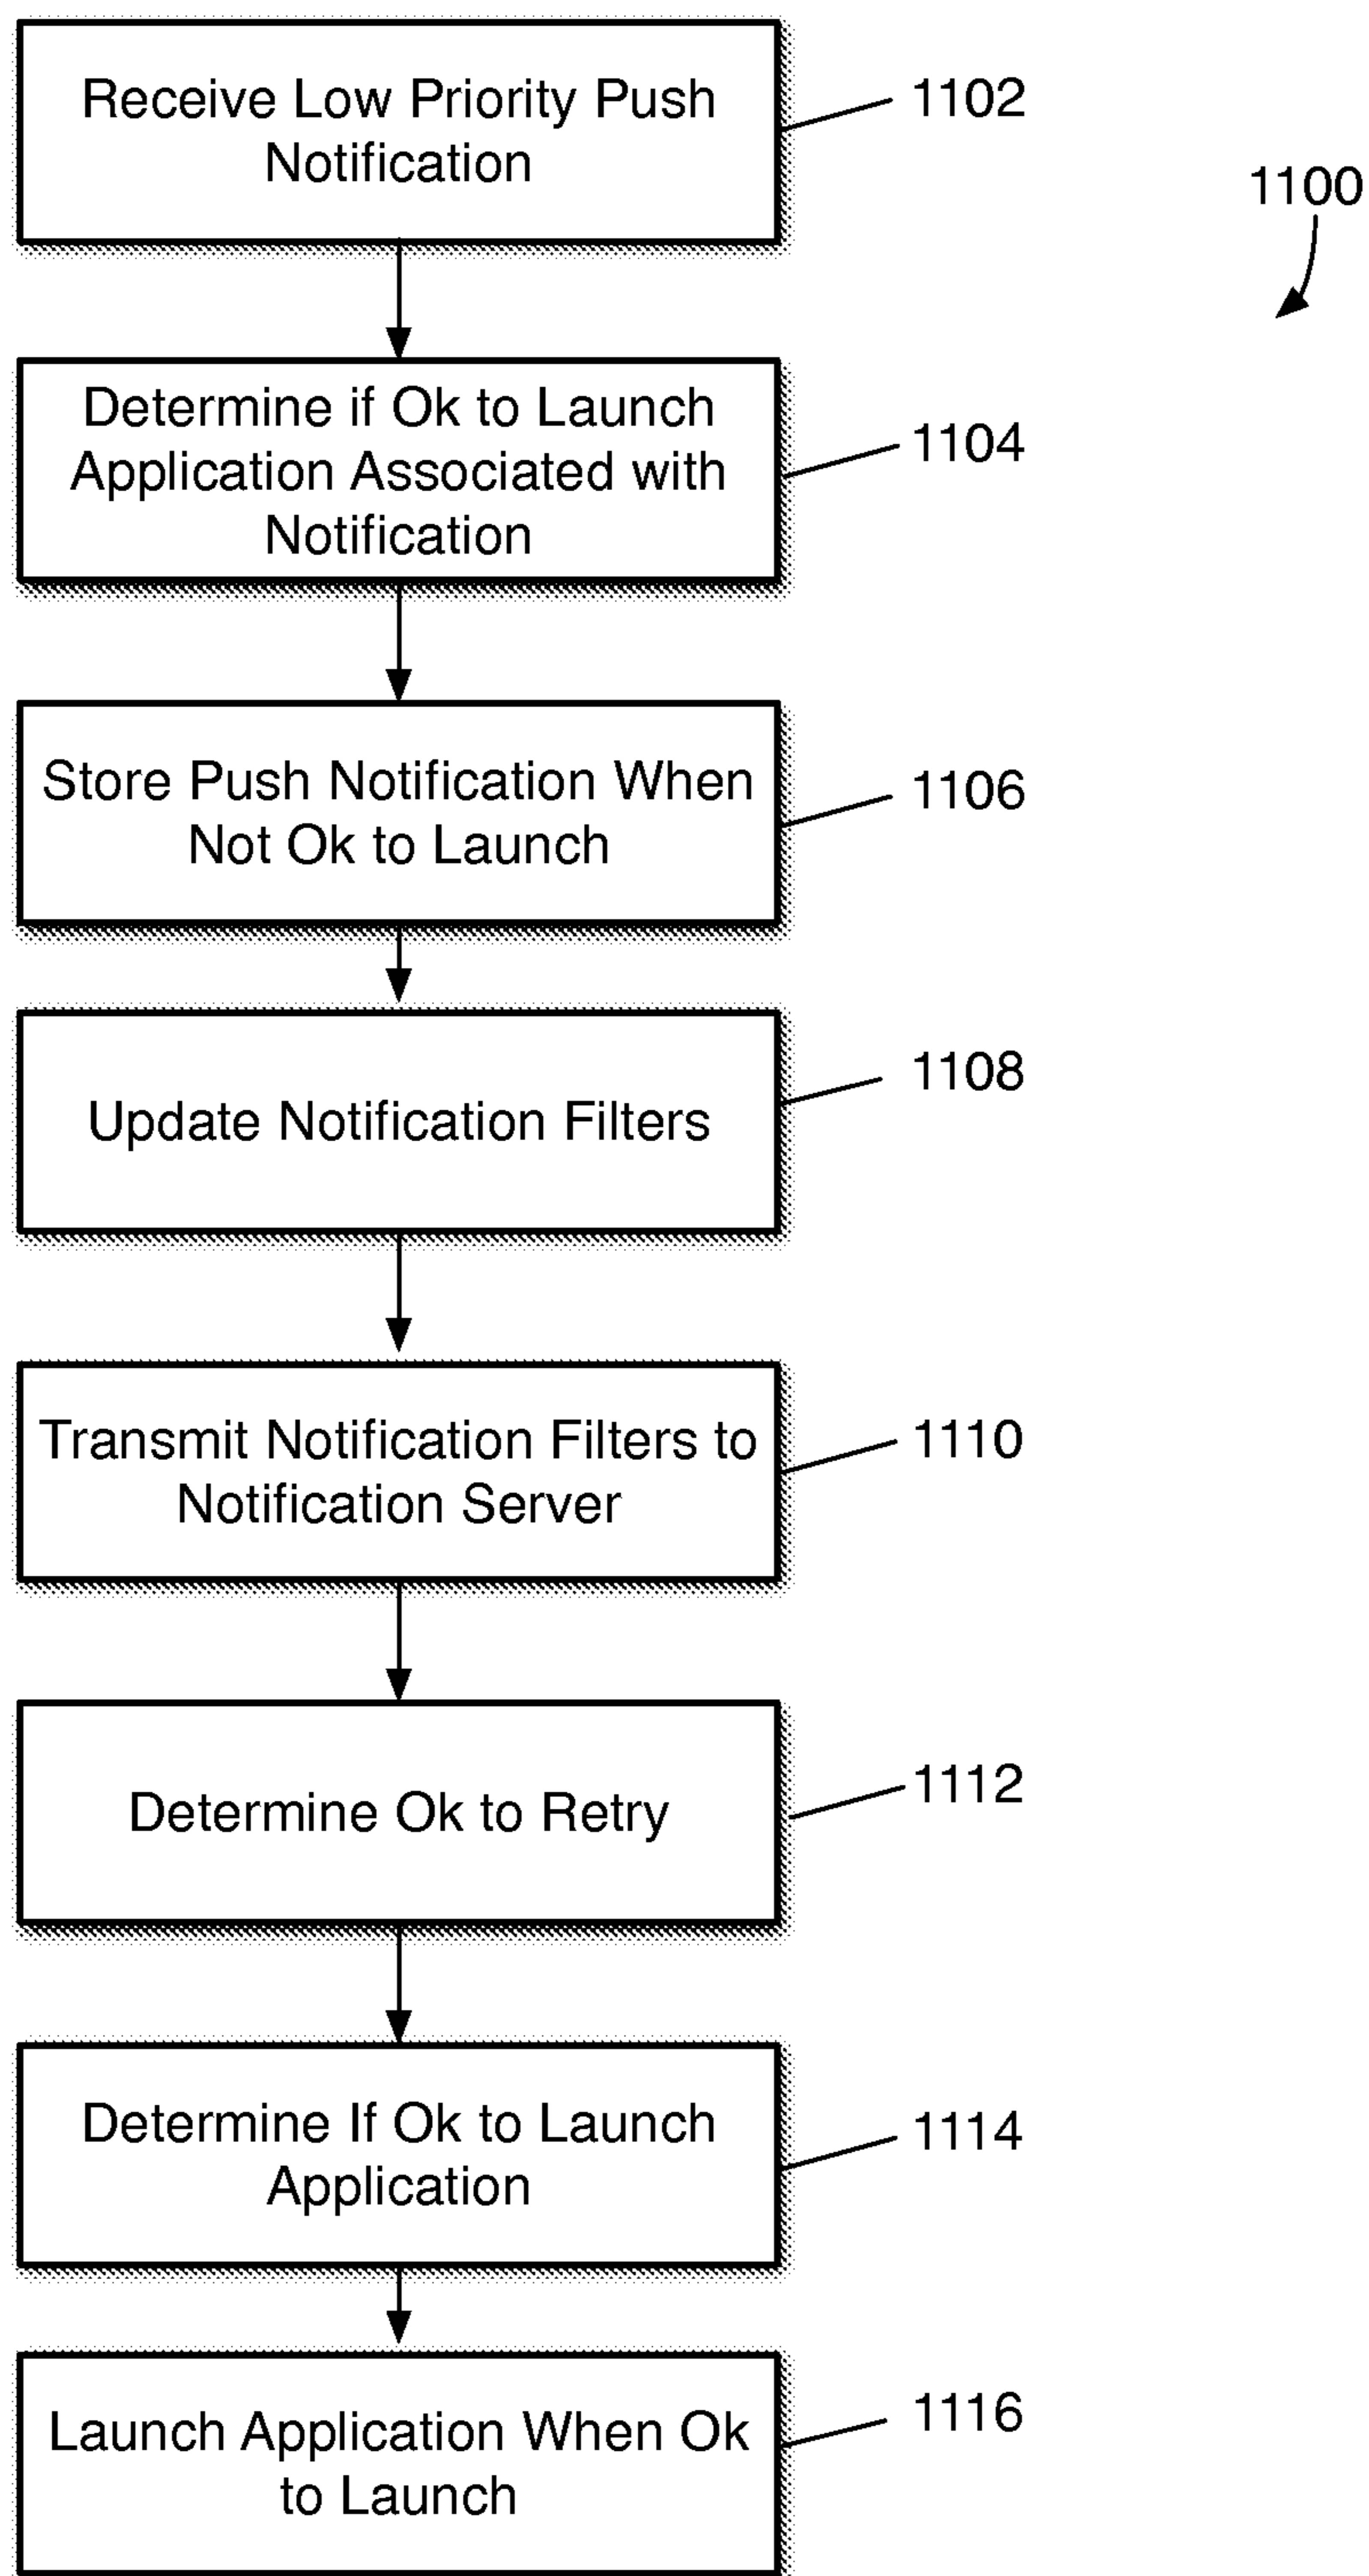 Receive Low Priority Push
Notification
1102
1100
Determine if Ok to Launch
Application Associated with
Notification
1104
Store Push Notification When
Not Ok to Launch
1106
Update Notification Filters
1108
Transmit Notification Filters to
Notification Server
1110
Determine Ok to Retry
1112
Determine If Ok to Launch
Application
1114
Launch Application When Ok
to Launch
1116